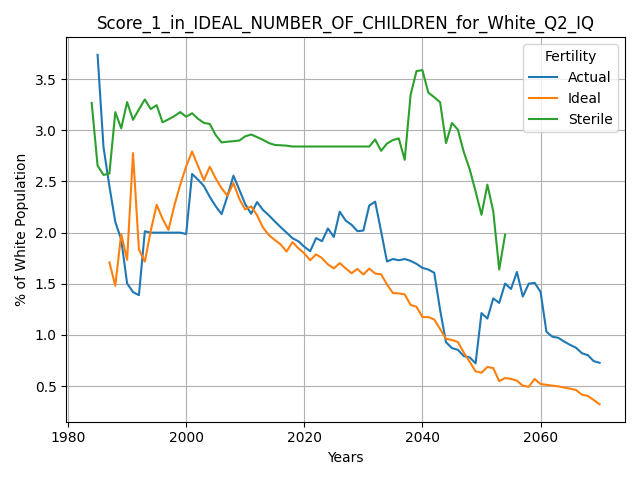 Score_1_in_IDEAL_NUMBER_OF_CHILDREN_for_White_Q2_IQ
Fertility
Actual
Ideal
Sterile
% of White Population
3.5
3.0
2.5
2.0
1.5
1.0
0.5
1980
2000
2020
2040
2060
Years